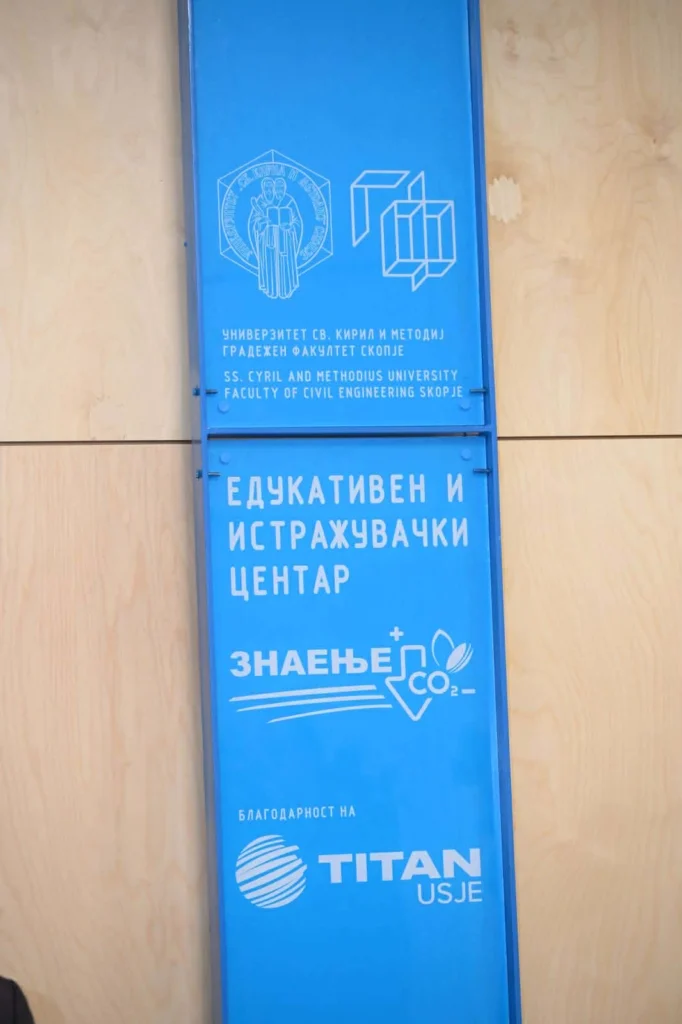 УНИВЕРЗИТЕТ СВ. КИРИЛ И МЕТОДИЈ
ГРАДЕЖЕН ФАКУЛТЕТ СКОПЈЕ
SS. CYRIL AND METHODIUS UNIVERSITY
FACULTY OF CIVIL ENGINEERING SKOPJE
ЕДУКАТИВЕН И
ИСТРАЖУВАЧКИ
ЦЕНТАР
ЗНАЕЊЕ+
CO₂-
БЛАГОДАРНОСТ НА
TITAN
USJE